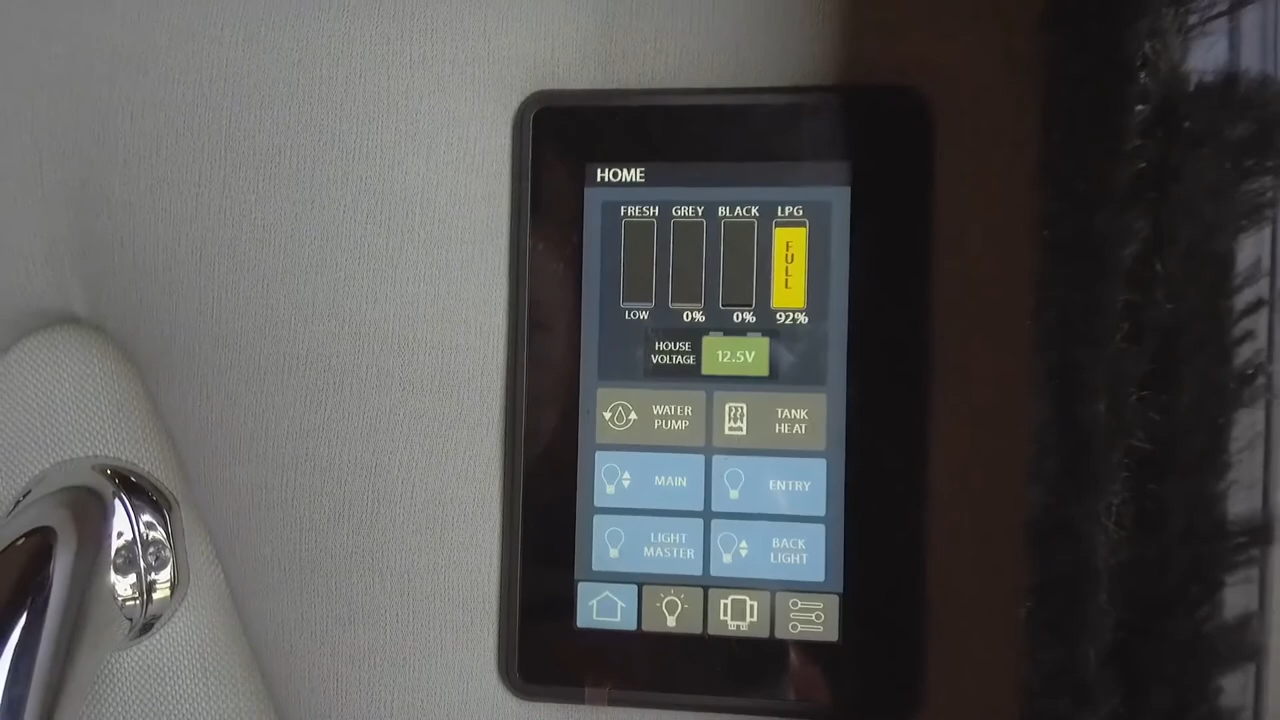 HOME
FRESH GREY BLACK LPG
FULL
LOW 0% 0% 92%
HOUSE
VOLTAGE
12.5V
WATER
PUMP
TANK
HEAT
MAIN
ENTRY
LIGHT
MASTER
BACK
LIGHT